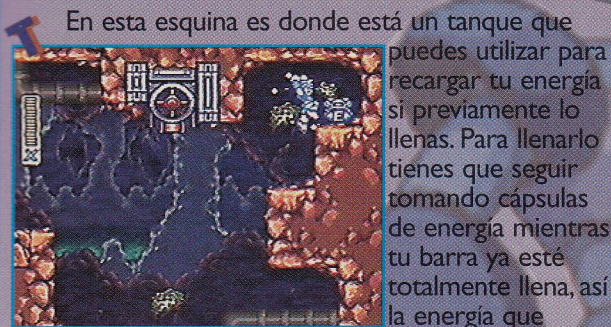 T En esta esquina es donde está un tanque que
puedes utilizar para
recargar tu energía
si previamente lo
llenas. Para llenarlo
tienes que seguir
tomando cápsulas
de energía mientras
tu barra ya esté
totalmente llena, así
la energía que
E
X